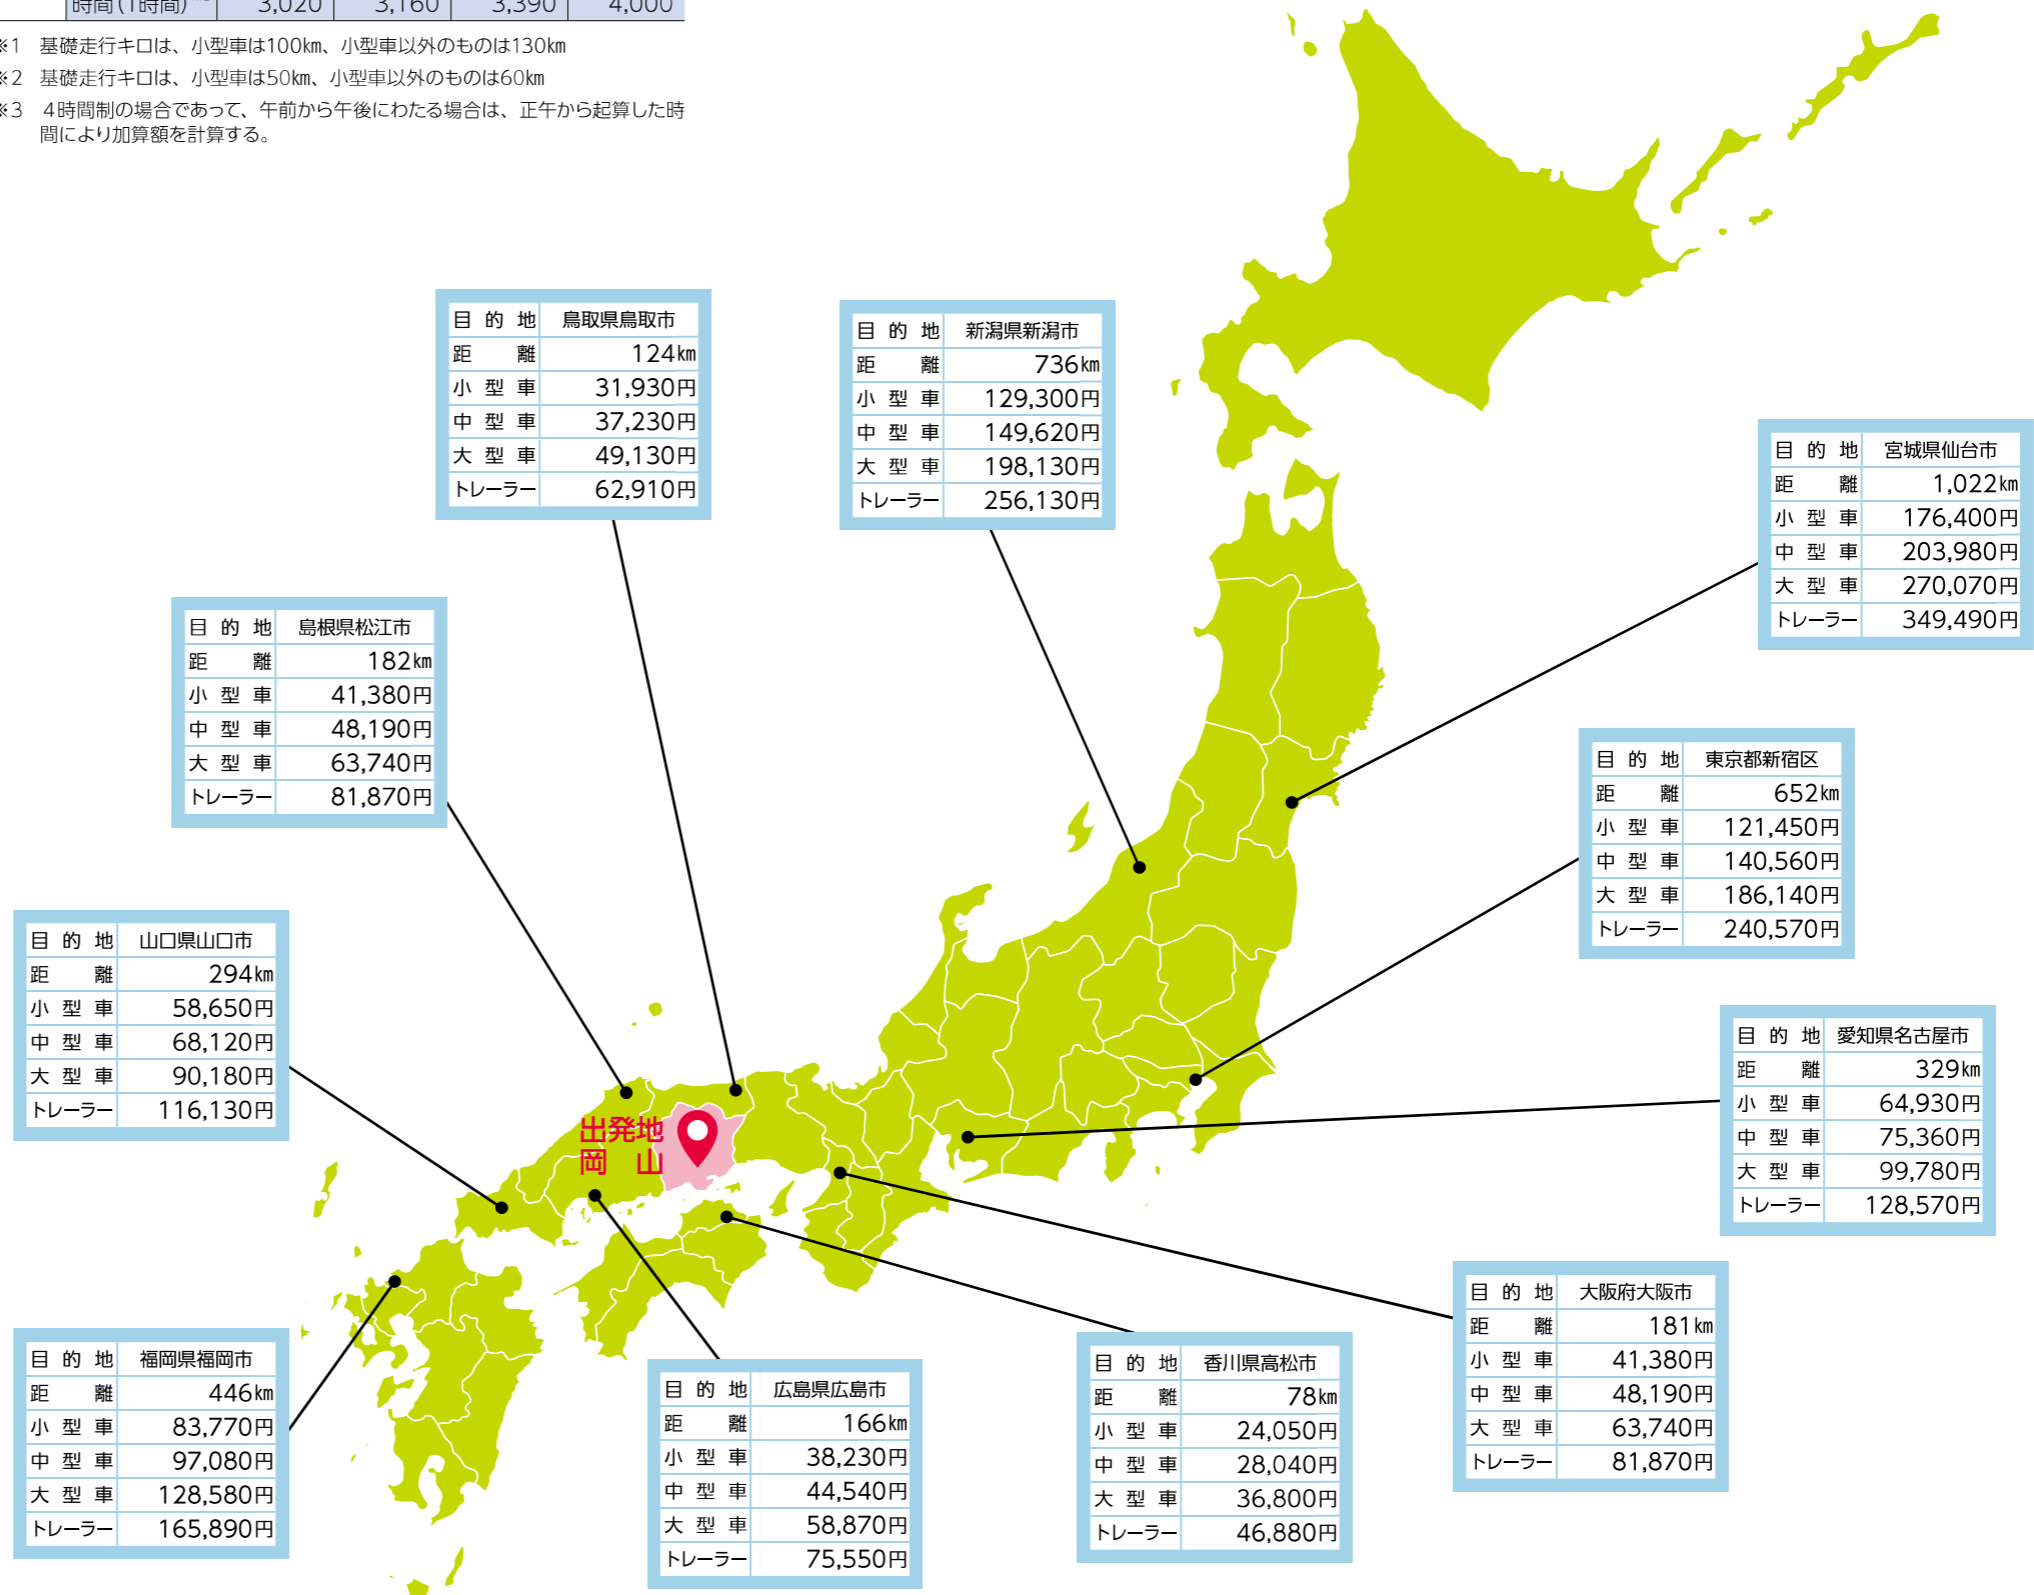 時間（1時間） 3,020 3,160 3,390 4,000
※1 基礎走行キロは、小型車は100km、小型車以外のものは130km
※2 基礎走行キロは、小型車は50km、小型車以外のものは60km
※3 4時間制の場合であって、午前から午後にわたる場合は、正午から起算した時
間により加算額を計算する。
目的地 鳥取県鳥取市
距離 124km
小型車 31,930円
中型車 37,230円
大型車 49,130円
トレーラー 62,910円
目的地 新潟県新潟市
距離 736km
小型車 129,300円
中型車 149,620円
大型車 198,130円
トレーラー 256,130円
目的地 宮城県仙台市
距離 1,022km
小型車 176,400円
中型車 203,980円
大型車 270,070円
トレーラー 349,490円
目的地 島根県松江市
距離 182km
小型車 41,380円
中型車 48,190円
大型車 63,740円
トレーラー 81,870円
目的地 東京都新宿区
距離 652km
小型車 121,450円
中型車 140,560円
大型車 186,140円
トレーラー 240,570円
目的地 山口県山口市
距離 294km
小型車 58,650円
中型車 68,120円
大型車 90,180円
トレーラー 116,130円
目的地 愛知県名古屋市
距離 329km
小型車 64,930円
中型車 75,360円
大型車 99,780円
トレーラー 128,570円
出発地
岡山
目的地 大阪府大阪市
距離 181km
小型車 41,380円
中型車 48,190円
大型車 63,740円
トレーラー 81,870円
目的地 福岡県福岡市
距離 446km
小型車 83,770円
中型車 97,080円
大型車 128,580円
トレーラー 165,890円
目的地 広島県広島市
距離 166km
小型車 38,230円
中型車 44,540円
大型車 58,870円
トレーラー 75,550円
目的地 香川県高松市
距離 78km
小型車 24,050円
中型車 28,040円
大型車 36,800円
トレーラー 46,880円